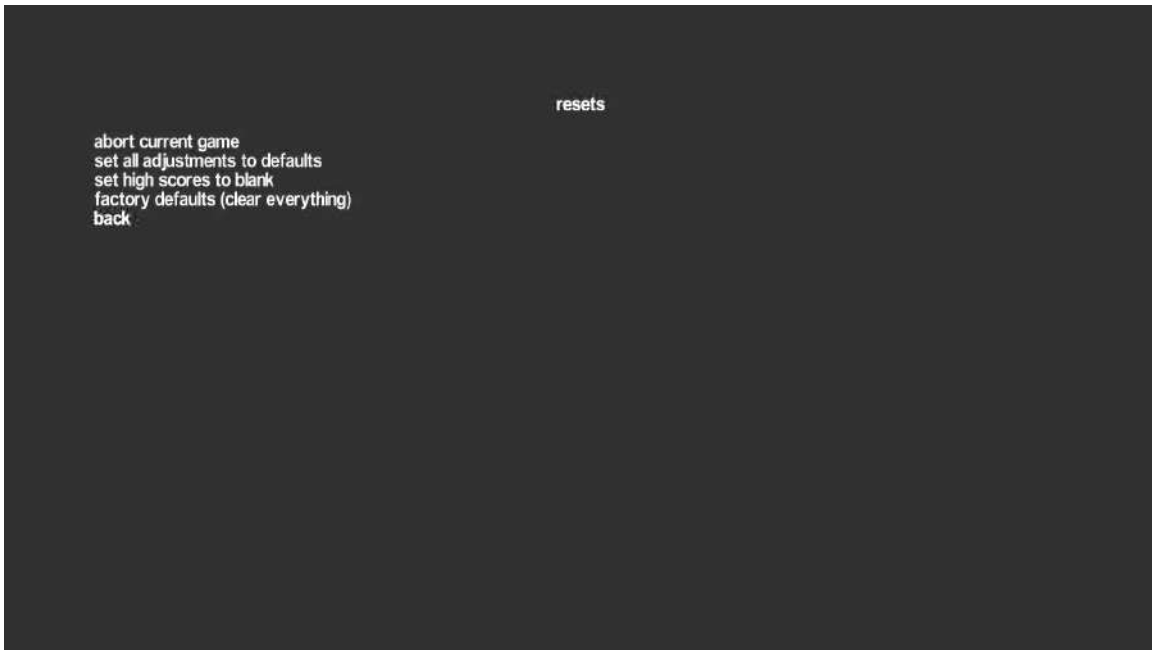 resets
abort current game
set all adjustments to defaults
set high scores to blank
factory defaults (clear everything)
back